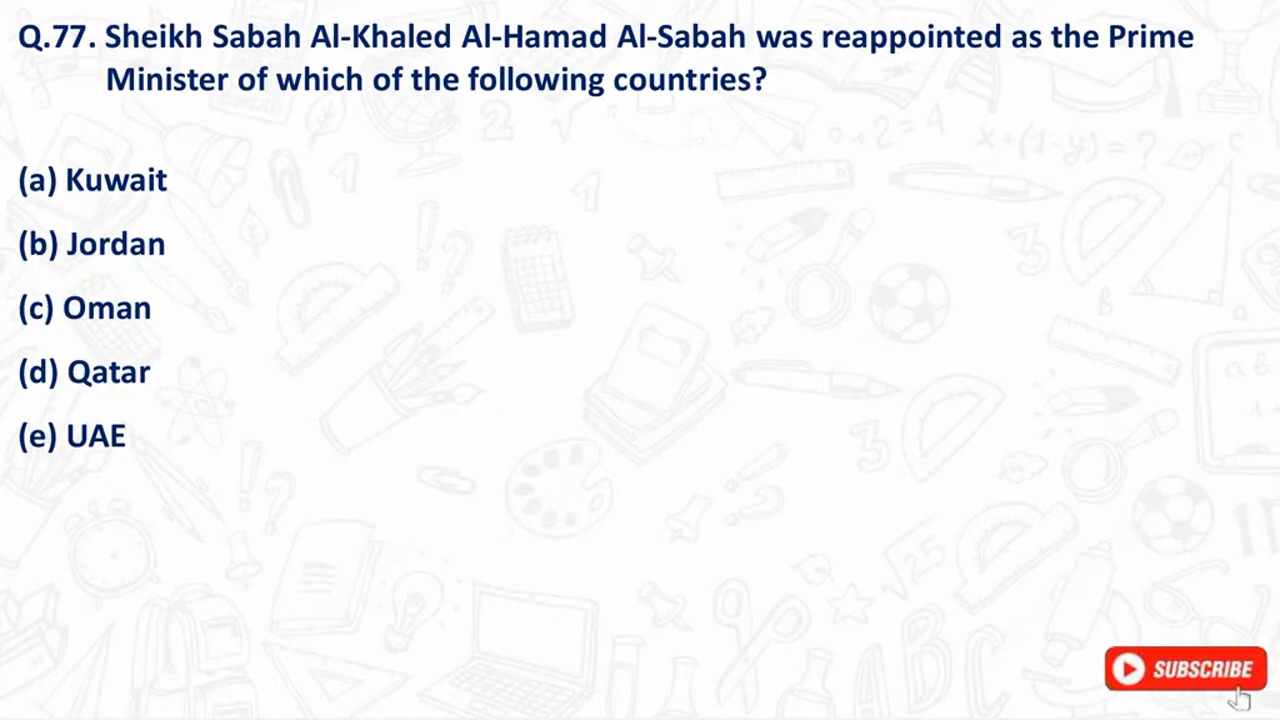 Q.77. Sheikh Sabah Al-Khaled Al-Hamad Al-Sabah was reappointed as the Prime
Minister of which of the following countries?
(a) Kuwait
(b) Jordan
(c) Oman
(d) Qatar
(e) UAE
SUBSCRIBE